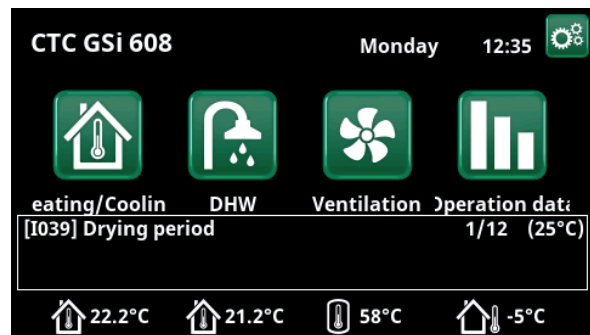 CTC GSi 608 Monday 12:35
eating/Coolin DHW Ventilation Operation data
[I039] Drying period 1/12 (25°C)
22.2°C 21.2°C 58°C -5°C